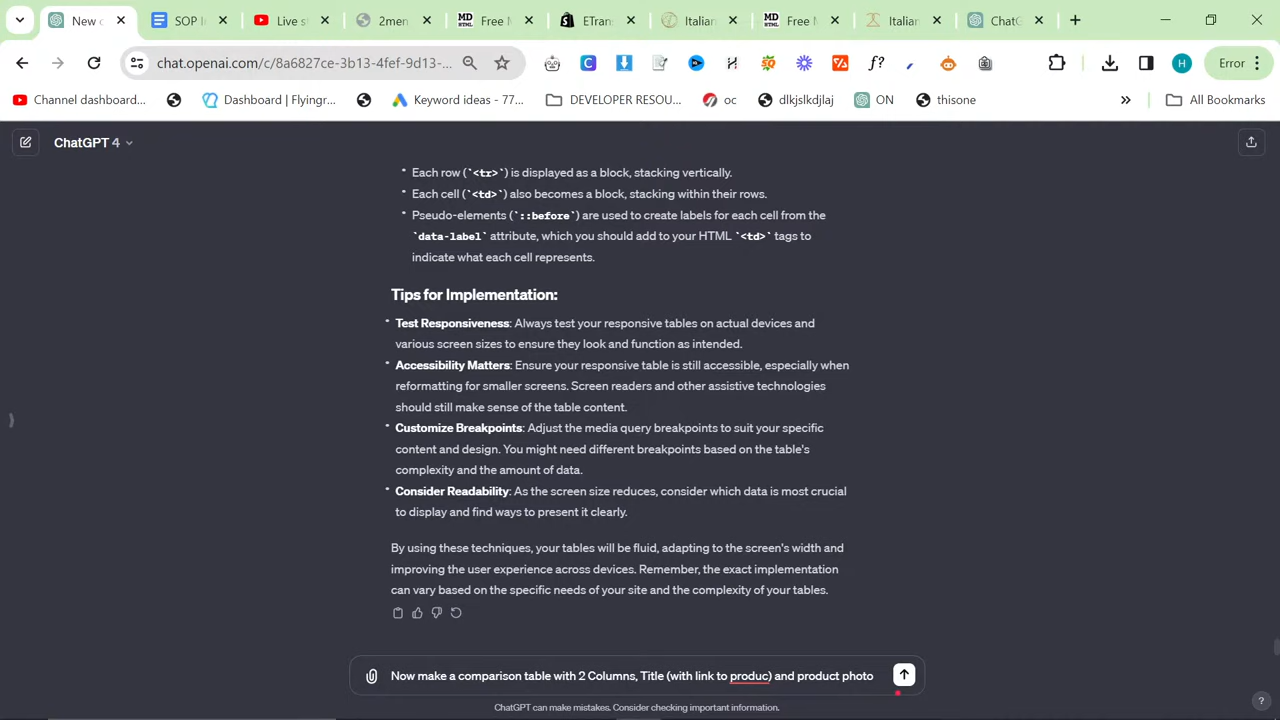 New c
SOP I
Live s
2men
Free M
ETran
Italian
Free M
Italian
ChatG
chat.openai.com/c/8a6827ce-3b13-4fef-9d13-...
Error
Channel dashboard...
Dashboard | Flyingr...
Keyword ideas - 77...
DEVELOPER RESOU...
oc
dlkjslkdjlaj
ON
thisone
All Bookmarks
ChatGPT 4
• Each row (`<tr>`) is displayed as a block, stacking vertically.
• Each cell (`<td>`) also becomes a block, stacking within their rows.
• Pseudo-elements (`::before`) are used to create labels for each cell from the
`data-label` attribute, which you should add to your HTML `<td>` tags to
indicate what each cell represents.
Tips for Implementation:
• Test Responsiveness: Always test your responsive tables on actual devices and
various screen sizes to ensure they look and function as intended.
• Accessibility Matters: Ensure your responsive table is still accessible, especially when
reformatting for smaller screens. Screen readers and other assistive technologies
should still make sense of the table content.
• Customize Breakpoints: Adjust the media query breakpoints to suit your specific
content and design. You might need different breakpoints based on the table's
complexity and the amount of data.
• Consider Readability: As the screen size reduces, consider which data is most crucial
to display and find ways to present it clearly.
By using these techniques, your tables will be fluid, adapting to the screen's width and
improving the user experience across devices. Remember, the exact implementation
can vary based on the specific needs of your site and the complexity of your tables.
Now make a comparison table with 2 Columns, Title (with link to produc) and product photo
ChatGPT can make mistakes. Consider checking important information.